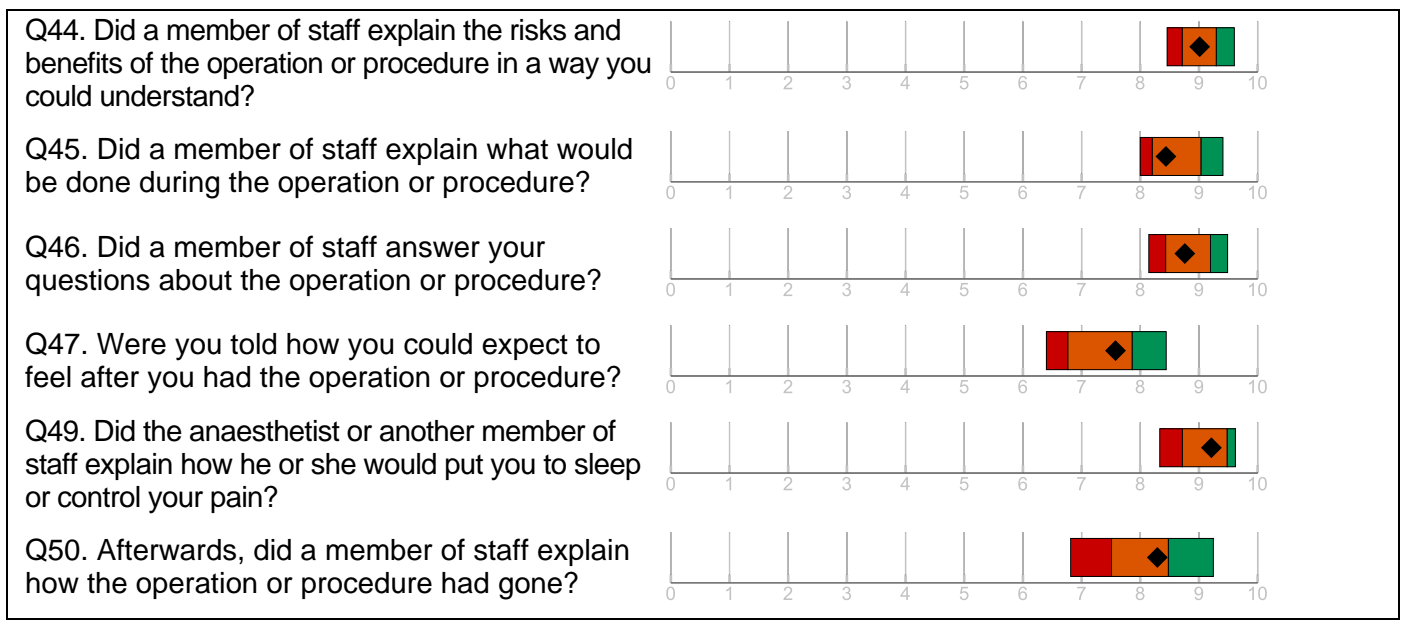 Q44. Did a member of staff explain the risks and
benefits of the operation or procedure in a way you
could understand?
0 1 2 3 4 5 6 7 8 9 10
Q45. Did a member of staff explain what would
be done during the operation or procedure?
0 1 2 3 4 5 6 7 8 9 10
Q46. Did a member of staff answer your
questions about the operation or procedure?
0 1 2 3 4 5 6 7 8 9 10
Q47. Were you told how you could expect to
feel after you had the operation or procedure?
0 1 2 3 4 5 6 7 8 9 10
Q49. Did the anaesthetist or another member of
staff explain how he or she would put you to sleep
or control your pain?
0 1 2 3 4 5 6 7 8 9 10
Q50. Afterwards, did a member of staff explain
how the operation or procedure had gone?
0 1 2 3 4 5 6 7 8 9 10